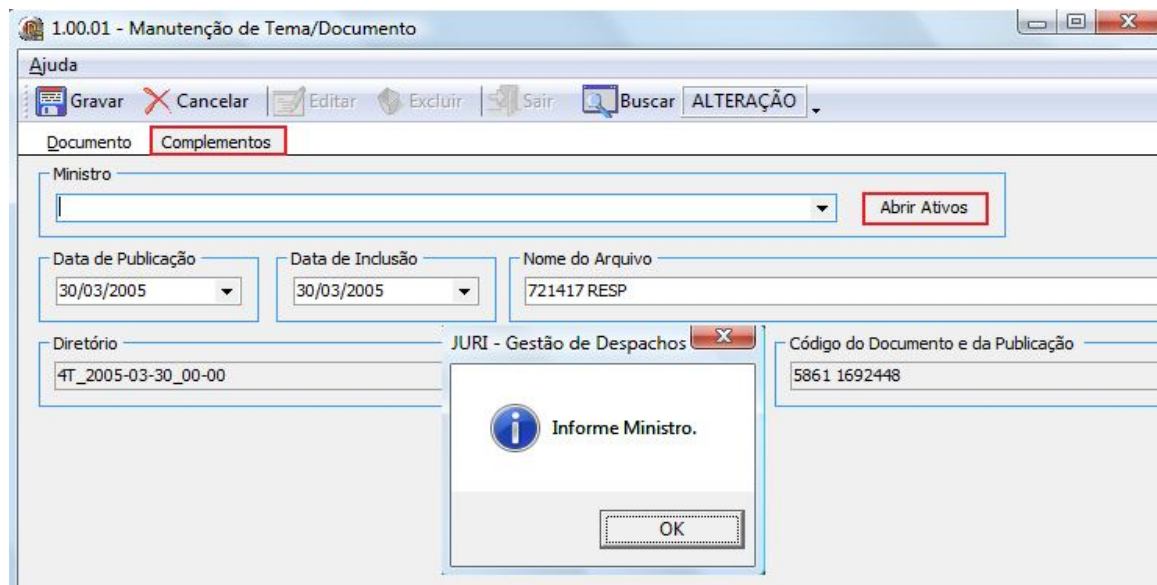 1.00.01 - Manutenção de Tema/Documento
Ajuda
Gravar Cancelar Editar Excluir Sair Buscar ALTERAÇÃO
Documento Complementos
Ministro
Abrir Ativos
Data de Publicação Data de Inclusão Nome do Arquivo
30/03/2005 30/03/2005 721417 RESP
Diretório JURI - Gestão de Despachos Código do Documento e da Publicação
4T_2005-03-30_00-00 5861 1692448
Informe Ministro.
OK